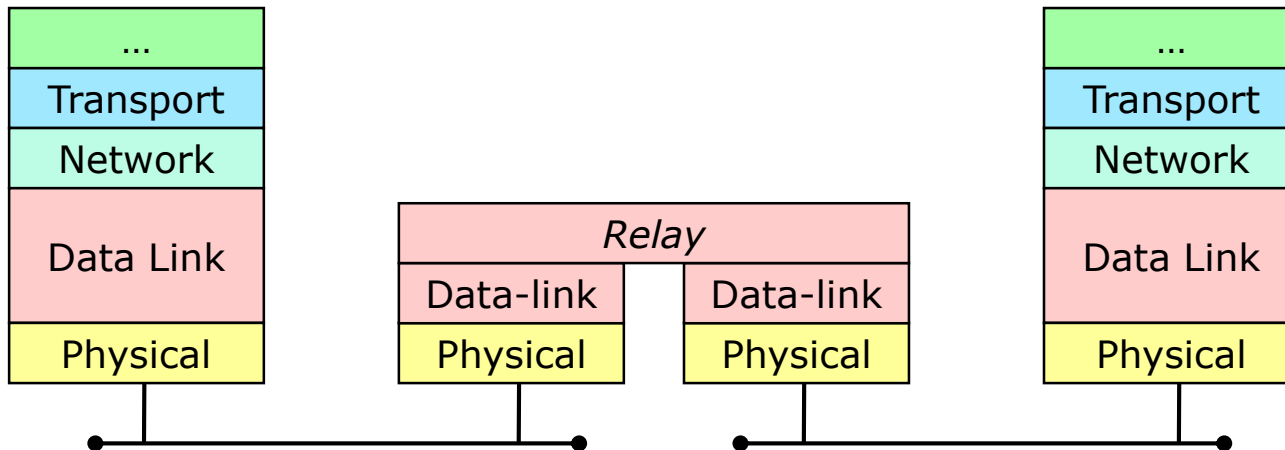 ...
Transport
Network
Data Link
Physical
Relay
Data-link
Data-link
Physical
Physical
...
Transport
Network
Data Link
Physical